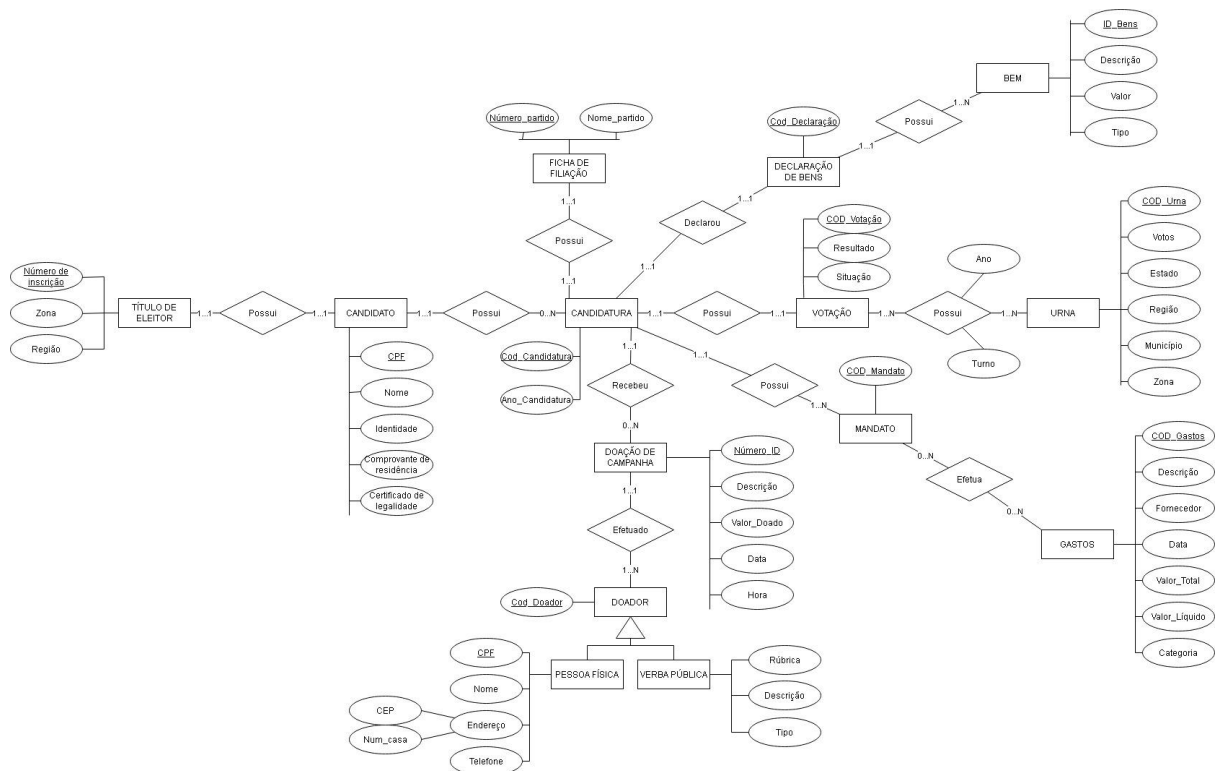 ID_Bens
Descrição
BEM
Valor
Tipo
1...N
Possui
1...1
Número_partido
Nome_partido
Cod_Declaração
FICHA DE
FILIAÇÃO
DECLARAÇÃO
DE BENS
1...1
1...1
Declarou
1...1
Possui
1...1
COD_Votação
Resultado
Situação
COD_Urna
Votos
Estado
Região
Município
Zona
Ano
Turno
Número de
inscrição
Zona
Região
TÍTULO DE
ELEITOR
1...1
Possui
1...1
CANDIDATO
1...1
Possui
0...N
CANDIDATURA
1...1
Possui
1...1
VOTAÇÃO
1...N
Possui
1...N
URNA
CPF
Nome
Identidade
Comprovante de
residência
Certificado de
legalidade
Cod_Candidatura
Ano_Candidatura
1...1
Recebeu
0...N
1...1
Possui
1...N
COD_Mandato
MANDATO
0...N
Efetua
0...N
GASTOS
COD_Gastos
Descrição
Fornecedor
Data
Valor_Total
Valor_Líquido
Categoria
DOAÇÃO DE
CAMPANHA
Número_ID
Descrição
Valor_Doado
Data
Hora
1...1
Efetuado
1...N
Cod_Doador
DOADOR
CPF
Nome
CEP
Num_casa
Endereço
Telefone
PESSOA FÍSICA
VERBA PÚBLICA
Rúbrica
Descrição
Tipo